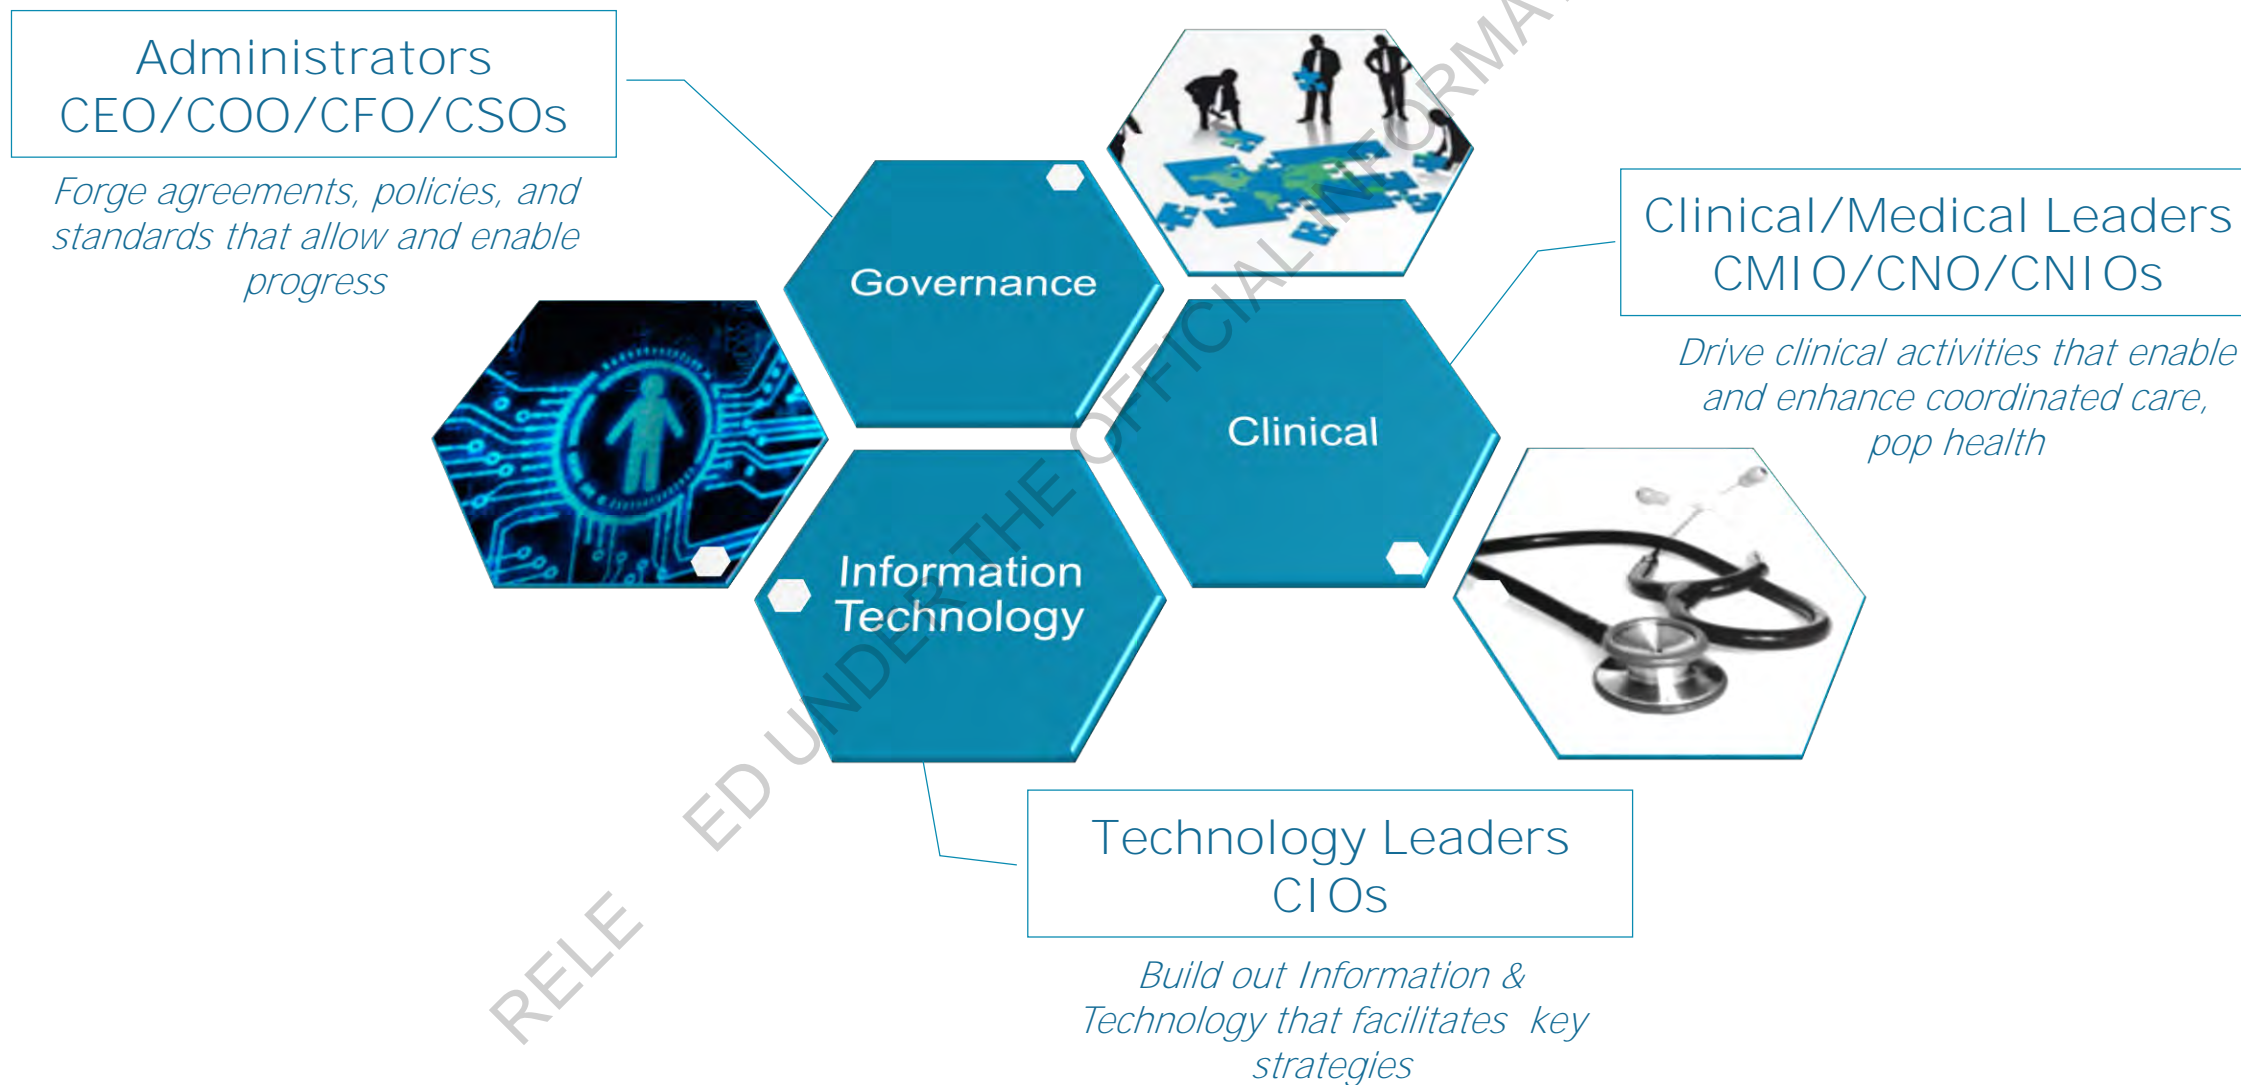 Administrators
CEO/COO/CFO/CSOs
Forge agreements, policies, and
standards that allow and enable
progress
Governance
Clinical/Medical Leaders
CMIO/CNO/CNIOs
Drive clinical activities that enable
and enhance coordinated care,
pop health
Clinical
Information
Technology
Technology Leaders
CIOs
Build out Information &
Technology that facilitates key
strategies
RELE ED UNDER THE OFFICIAL INFORMA